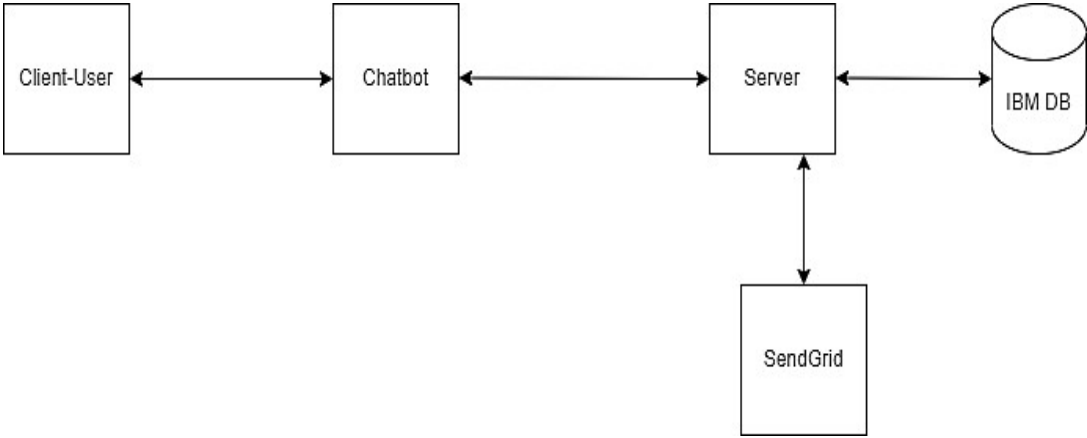 Client-User
Chatbot
Server
IBM DB
SendGrid